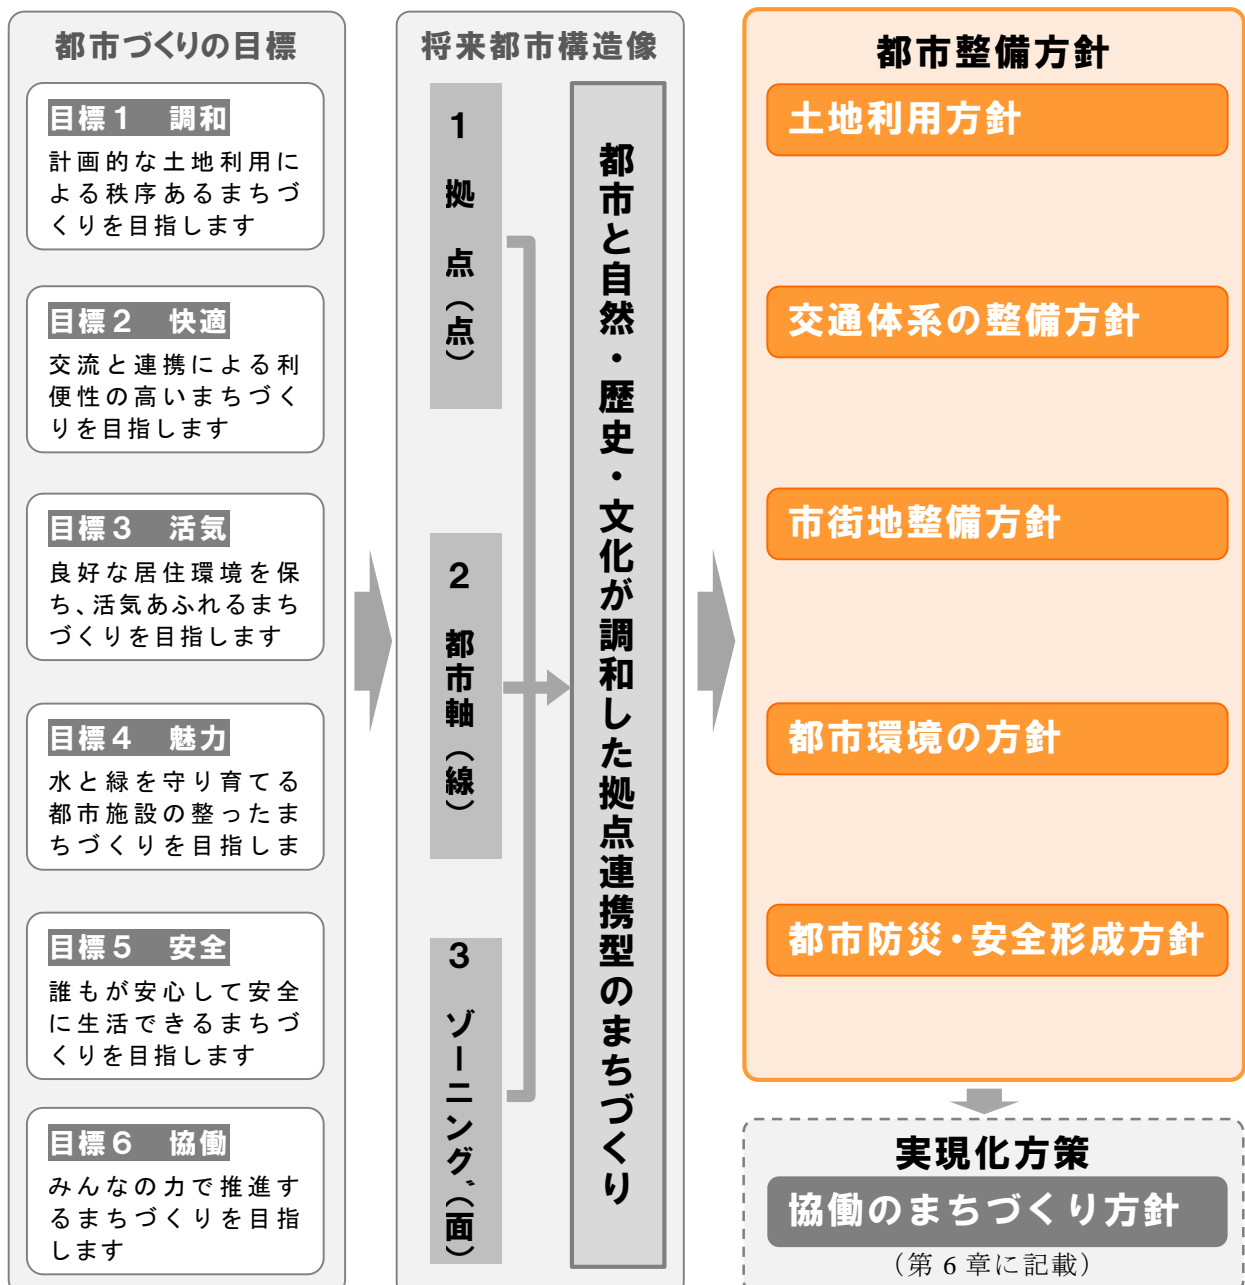 都市づくりの目標
目標１　調和
計画的な土地利用に
よる秩序あるまちづ
くりを目指します
目標２　快適
交流と連携による利
便性の高いまちづく
りを目指します
目標３　活気
良好な居住環境を保
ち、活気あふれるまち
づくりを目指します
目標４　魅力
水と緑を守り育てる
都市施設の整ったま
ちづくりを目指しま
目標５　安全
誰もが安心して安全
に生活できるまちづ
くりを目指します
目標６　協働
みんなの力で推進す
るまちづくりを目指
します
将来都市構造像
1　拠　点（点）
2　都市軸（線）
3　ゾーニング（面）
都市と自然・歴史・文化が調和した拠点連携型のまちづくり
都市整備方針
土地利用方針
交通体系の整備方針
市街地整備方針
都市環境の方針
都市防災・安全形成方針
実現化方策
協働のまちづくり方針
（第 6 章に記載）